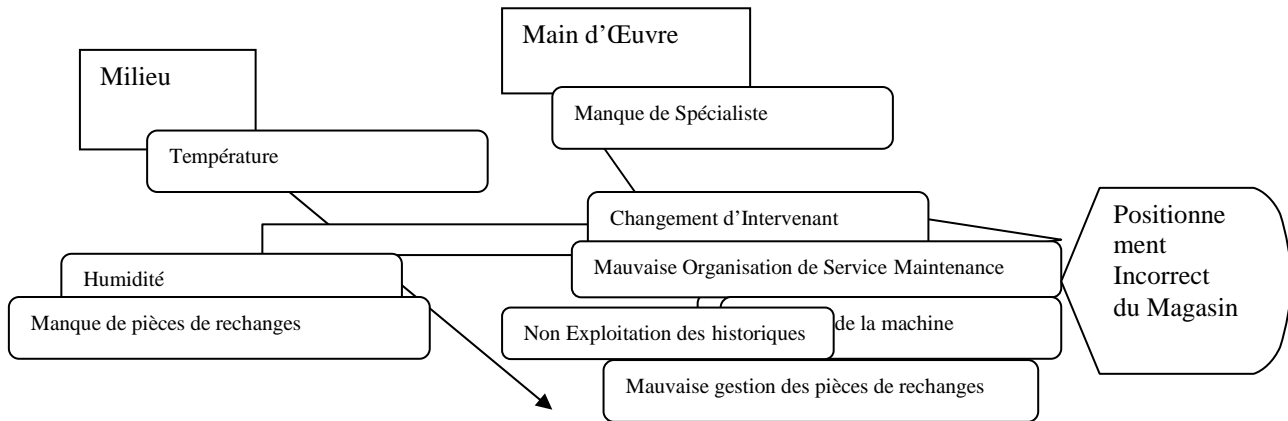 Main d’Œuvre
Milieu
Manque de Spécialiste
Température
Changement d’Intervenant
Positionne
ment
Incorrect
du Magasin
Mauvaise Organisation de Service Maintenance
Humidité
Manque de pièces de rechanges
Non Exploitation des historiques
de la machine
Mauvaise gestion des pièces de rechanges